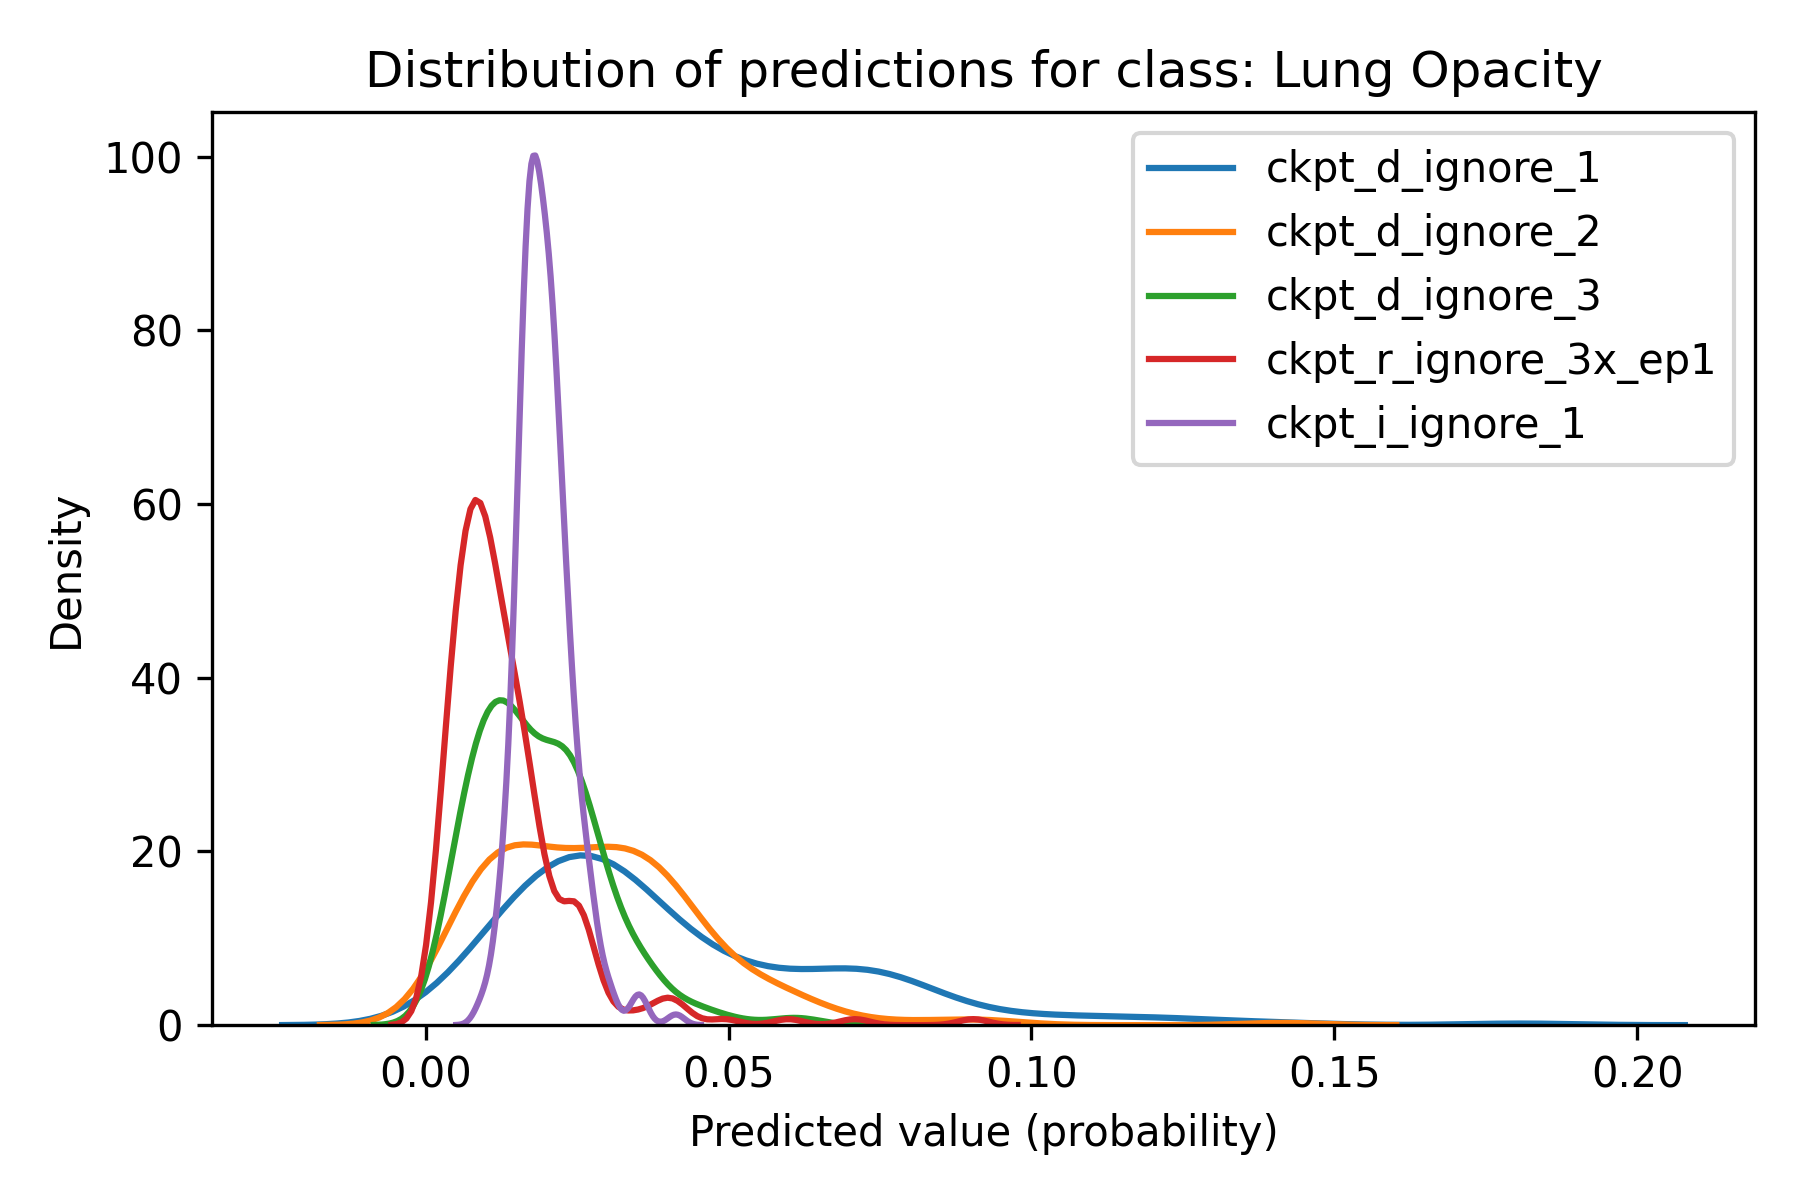 Distribution of predictions for class: Lung Opacity
100
80
60
40
20
0
Density
0.00 0.05 0.10 0.15 0.20
Predicted value (probability)
ckpt_d_ignore_1
ckpt_d_ignore_2
ckpt_d_ignore_3
ckpt_r_ignore_3x_ep1
ckpt_i_ignore_1